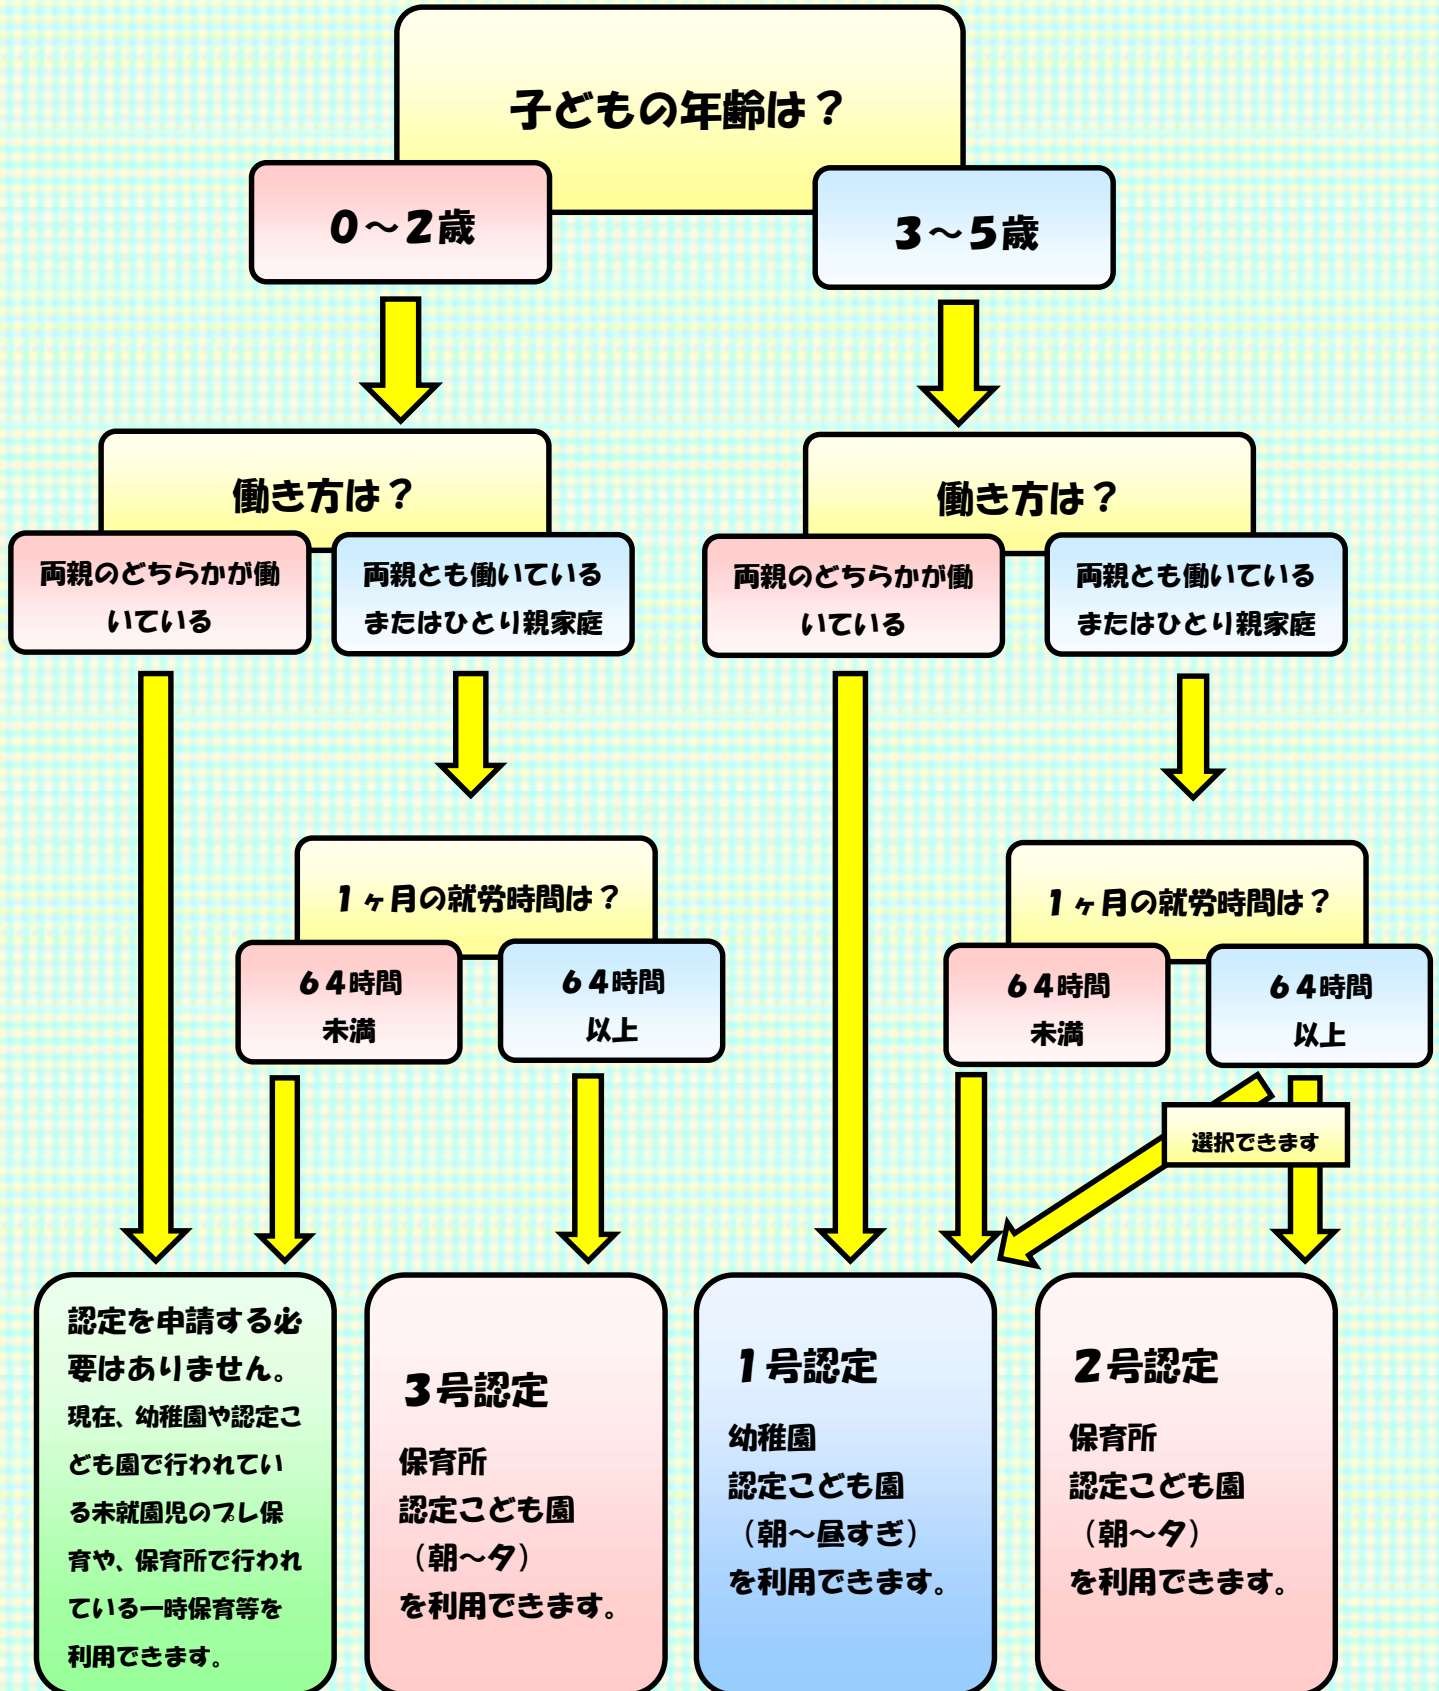 子どもの年齢は？
０～２歳
３～５歳
働き方は？
両親のどちらかが働
いている
両親とも働いている
またはひとり親家庭
働き方は？
両親のどちらかが働
いている
両親とも働いている
またはひとり親家庭
１ヶ月の就労時間は？
６４時間
未満
６４時間
以上
１ヶ月の就労時間は？
６４時間
未満
６４時間
以上
選択できます
認定を申請する必
要はありません。
現在、幼稚園や認定こ
ども園で行われてい
る未就園児のプレ保
育や、保育所で行われ
ている一時保育等を
利用できます。
３号認定
保育所
認定こども園
（朝～夕）
を利用できます。
１号認定
幼稚園
認定こども園
（朝～昼すぎ）
を利用できます。
２号認定
保育所
認定こども園
（朝～夕）
を利用できます。